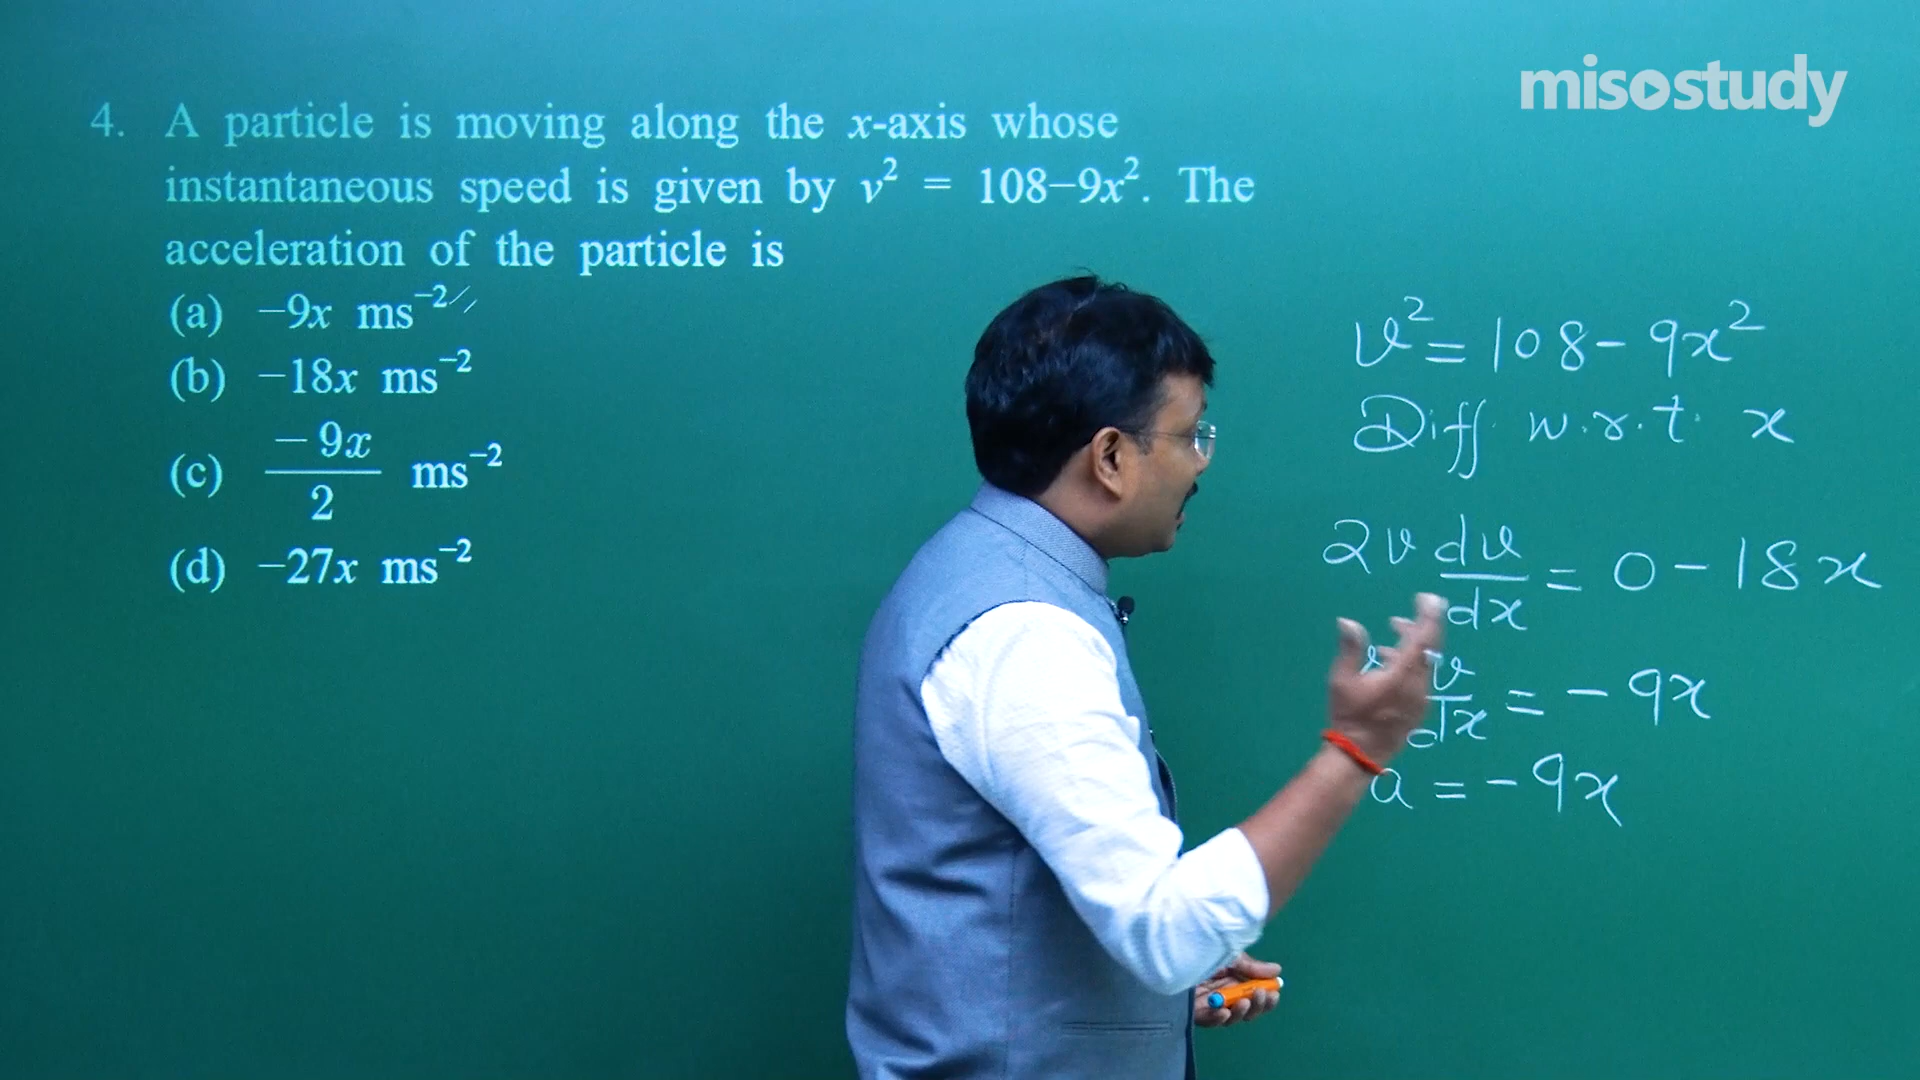 misostudy
4. A particle is moving along the x-axis whose
instantaneous speed is given by v² = 108−9x². The
acceleration of the particle is
(a) −9x ms⁻²
(b) −18x ms⁻²
(c) −9x/2 ms⁻²
(d) −27x ms⁻²
v² = 108 - 9x²
Diff w.r.t. x
2v dv/dx = 0 - 18x
v/dx = - 9x
a = - 9x